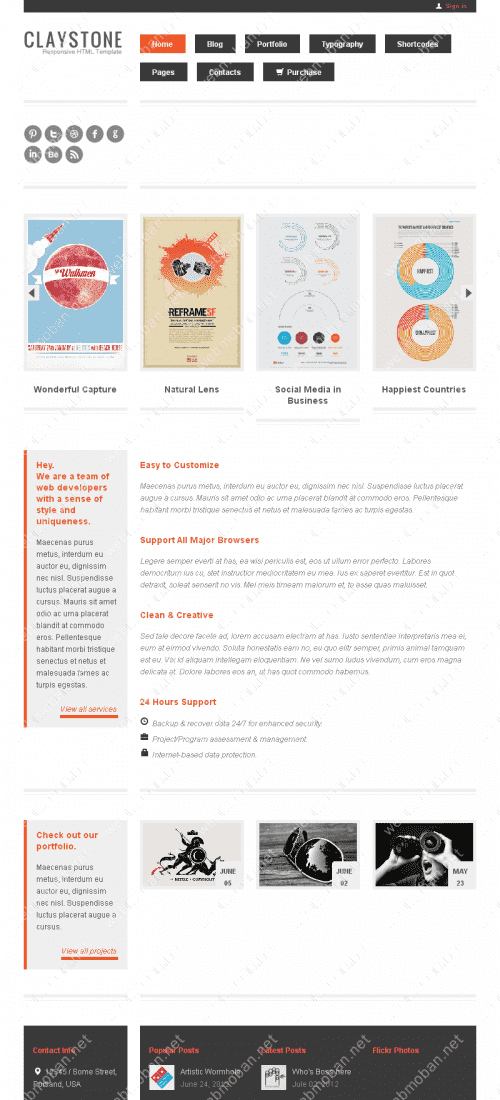 Sign in
CLAYSTONE
Responsive HTML Template
Home
Blog
Portfolio
Typography
Shortcodes
Pages
Contacts
Purchase
Walhaven
REFRAMESF
HAPPIEST
Wonderful Capture
Natural Lens
Social Media in
Business
Happiest Countries
Hey.
We are a team of
web developers
with a sense of
style and
uniqueness.
Maecenas purus
metus, interdum eu
auctor eu, dignissim
nec nisl. Suspendisse
luctus placerat augue a
cursus. Mauris sit amet
odio ac urna placerat
blandit at commodo
eros. Pellentesque
habitant morbi tristique
senectus et netus et
malesuada fames ac
turpis egestas.
View all services
Easy to Customize
Maecenas purus metus, interdum eu auctor eu, dignissim nec nisl. Suspendisse luctus placerat
augue a cursus. Mauris sit amet odio ac urna placerat blandit at commodo eros. Pellentesque
habitant morbi tristique senectus et netus et malesuada fames ac turpis egestas.
Support All Major Browsers
Legere semper everti at has, ea wisi periculis est, eos ut ullum error perfecto. Labores
democritum ius cu, stet instructior mediocritatem eu mea. Ius ex saperet evertitur. Est in quot
detraxit, soleat senserit no vis. Mei meis timeam malorum et, te esse quas maluisset.
Clean & Creative
Sed tale decore facete ad, lorem accusam electram at has. Iusto sententiae interpretaris mea ei,
eum at eirmod vivendo. Soluta honestatis eam no, eu quo elitr semper, primis animal tamquam
est eu. Vix id aliquam intellegam eloquentiam. Ne vel sumo ludus vivendum, cum eros magna
delicata at. Dolore labores eos an, ut has quot commodo habemus.
24 Hours Support
Backup & recover data 24/7 for enhanced security.
Project/Program assessment & management.
Internet-based data protection.
Check out our
portfolio.
Maecenas purus
metus, interdum eu
auctor eu, dignissim
nec nisl. Suspendisse
luctus placerat augue a
cursus.
View all projects
JUNE
05
JUNE
02
MAY
23
Contact Info
12345 / Some Street,
Portland, USA
Popular Posts
Artistic Wormhole
June 24, 2012
Latest Posts
Who's Boss here
Flickr Photos